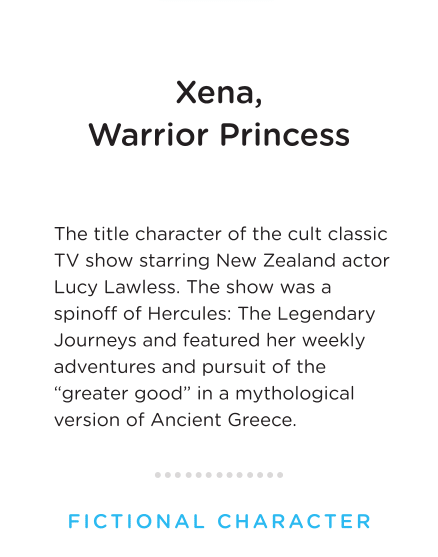 Xena,
Warrior Princess
The title character of the cult classic
TV show starring New Zealand actor
Lucy Lawless. The show was a
spinoff of Hercules: The Legendary
Journeys and featured her weekly
adventures and pursuit of the
“greater good” in a mythological
version of Ancient Greece.
FICTIONAL CHARACTER